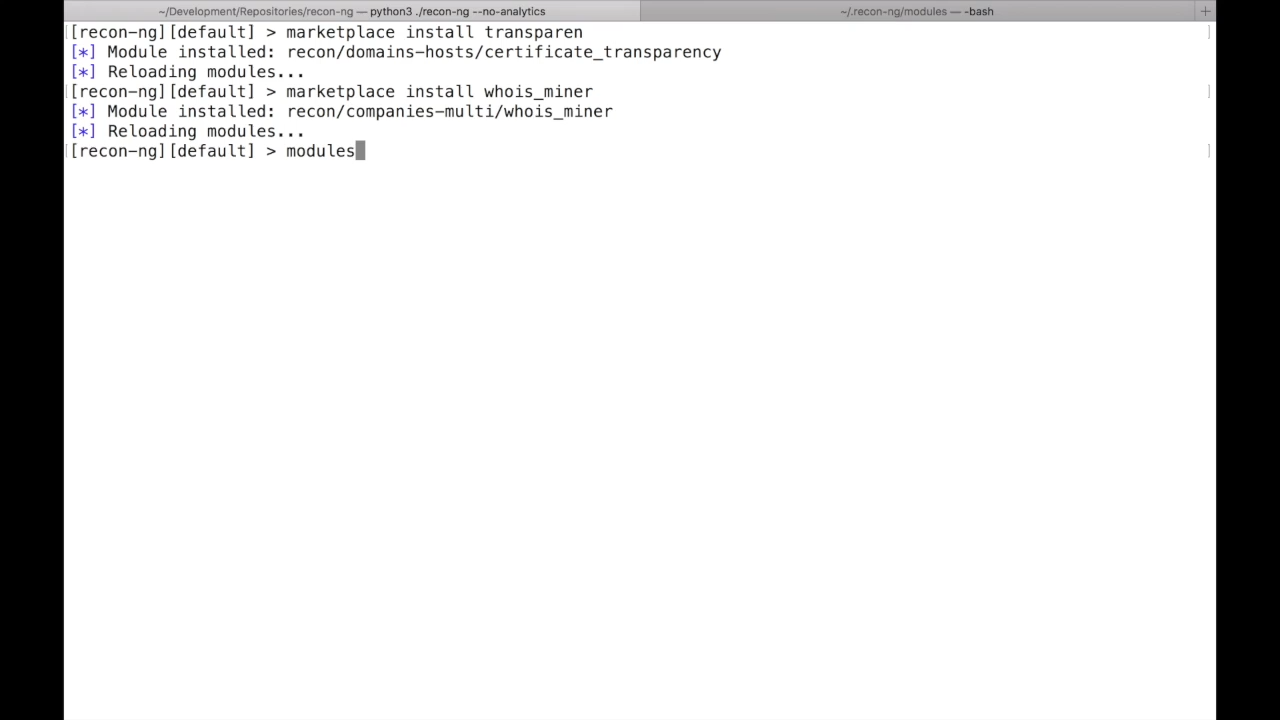 ~/Development/Repositories/recon-ng — python3 ./recon-ng --no-analytics
~/.recon-ng/modules — -bash
[recon-ng][default] > marketplace install transparen
[*] Module installed: recon/domains-hosts/certificate_transparency
[*] Reloading modules...
[recon-ng][default] > marketplace install whois_miner
[*] Module installed: recon/companies-multi/whois_miner
[*] Reloading modules...
[recon-ng][default] > modules